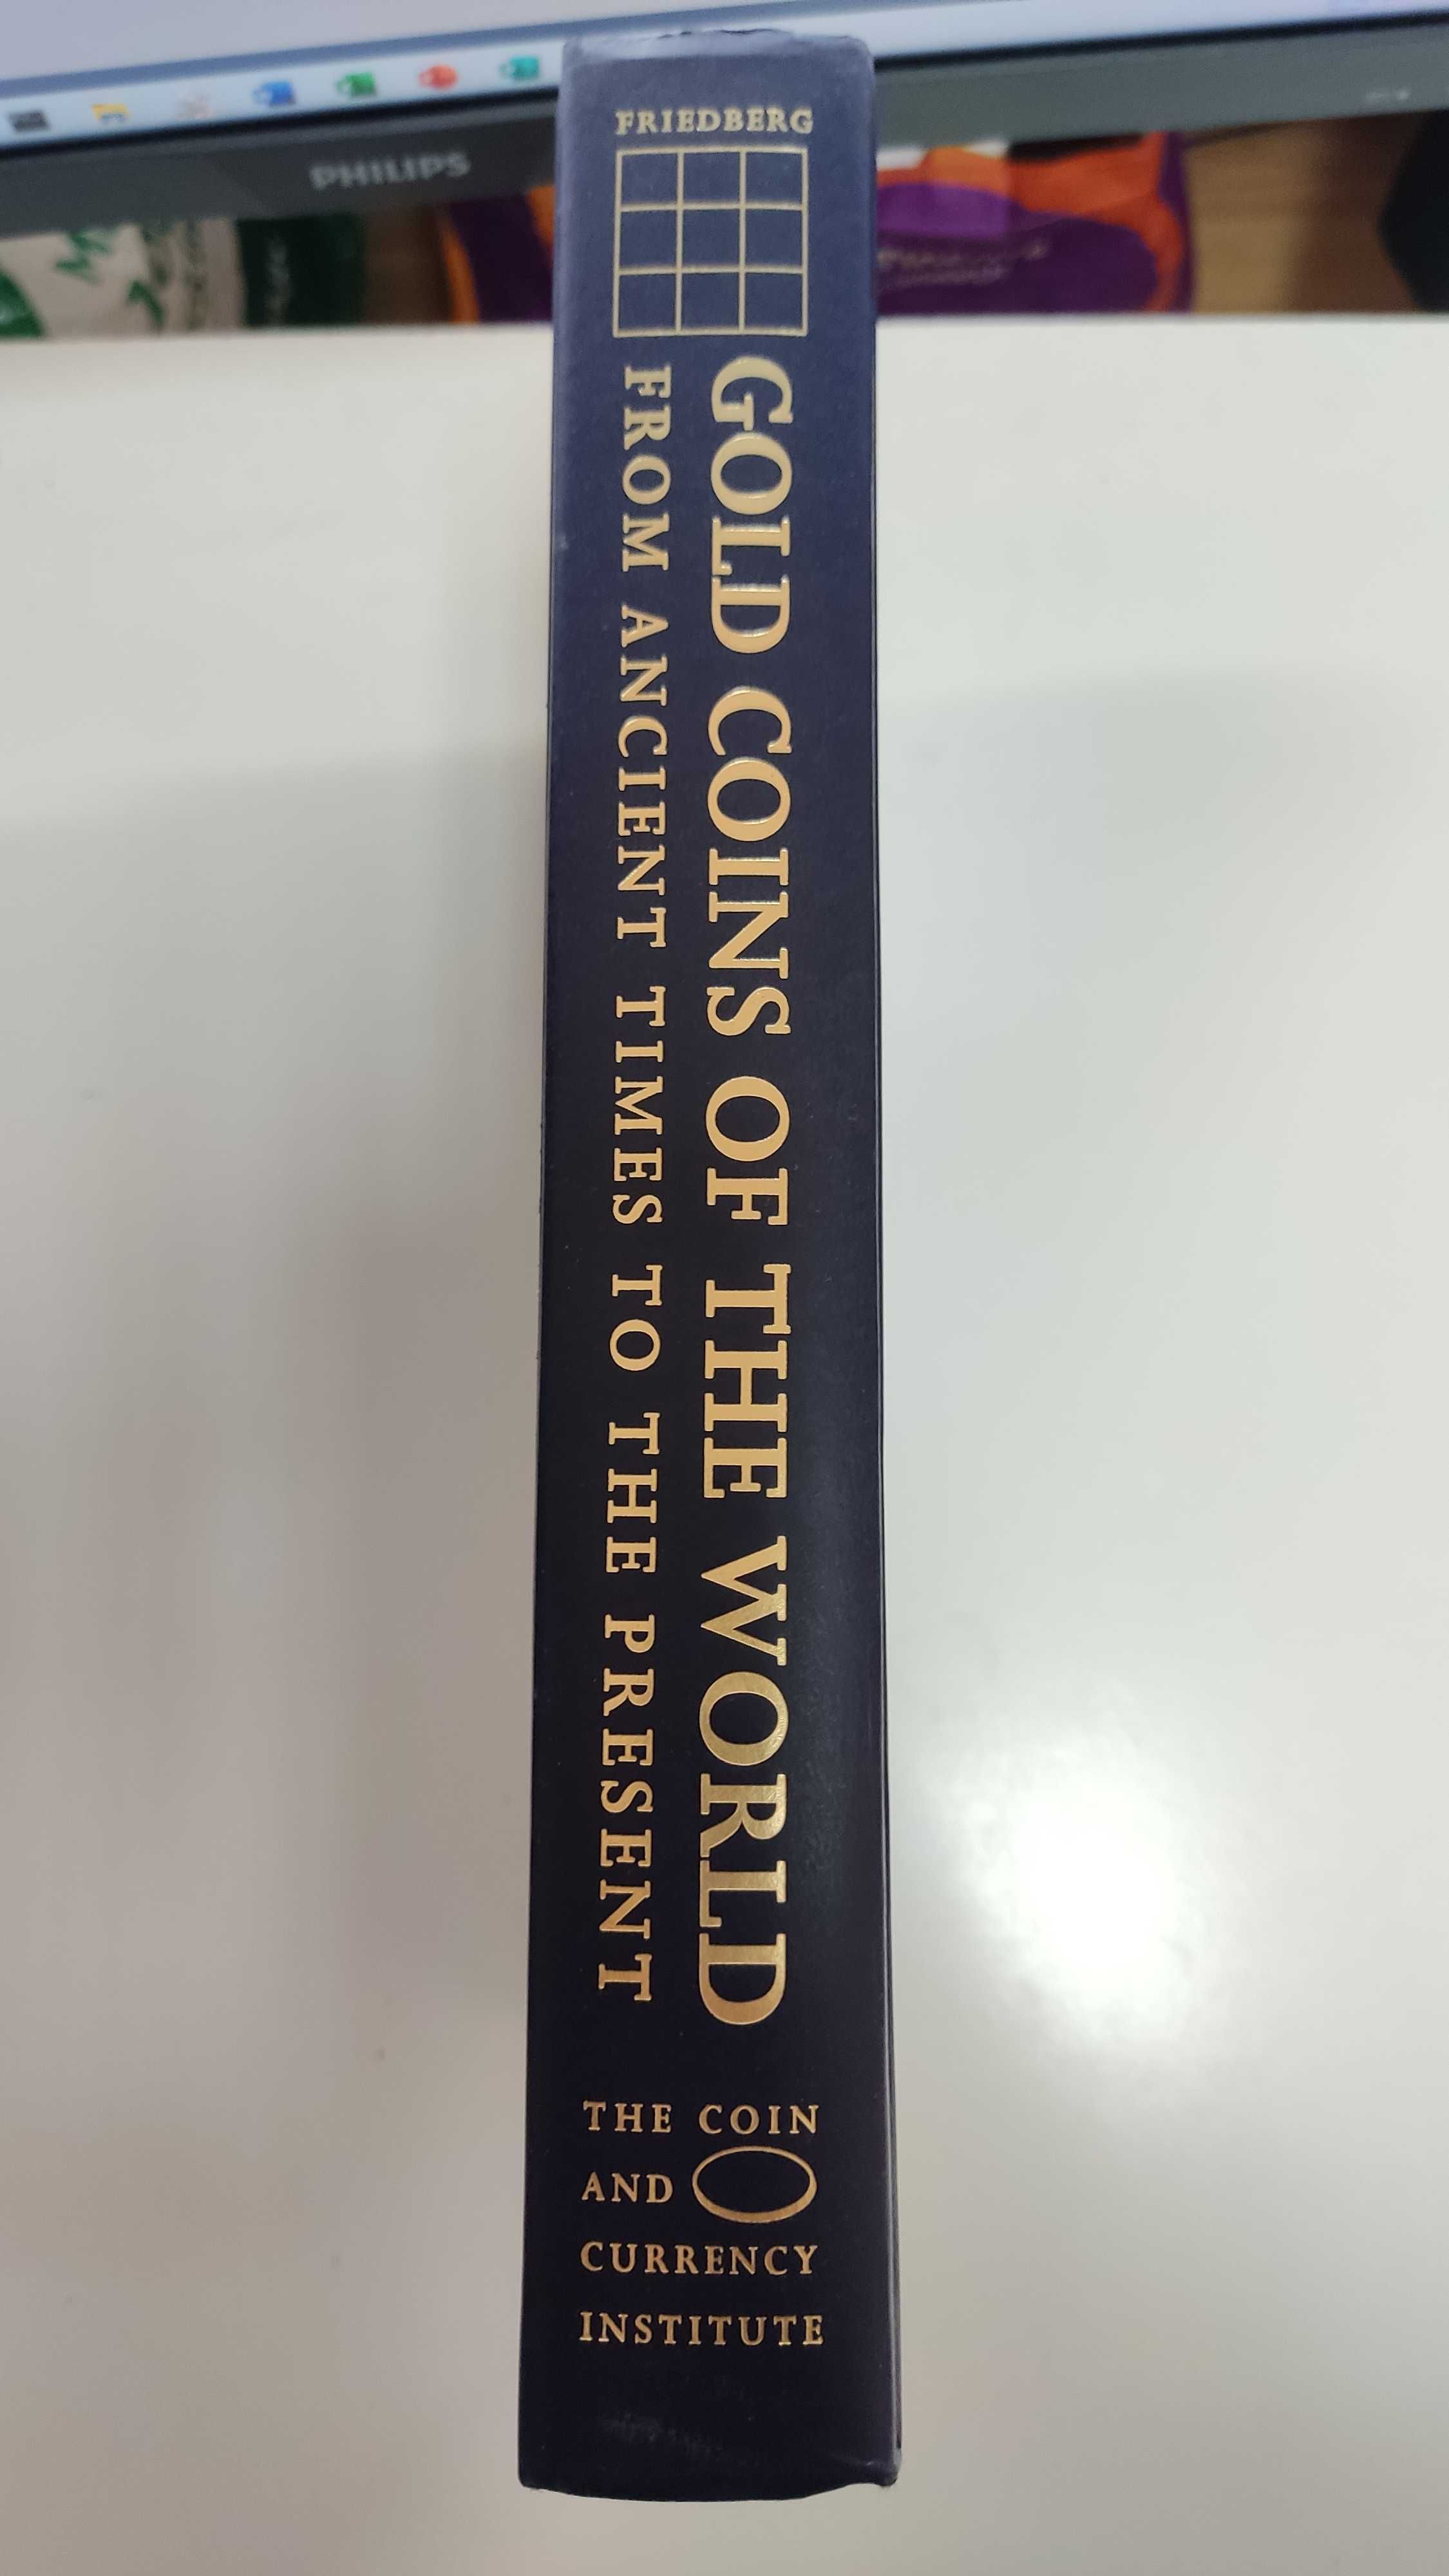 PHILIPS
FRIEDBERG
GOLD COINS OF THE WORLD
FROM ANCIENT TIMES TO THE PRESENT
THE COIN
AND
CURRENCY
INSTITUTE